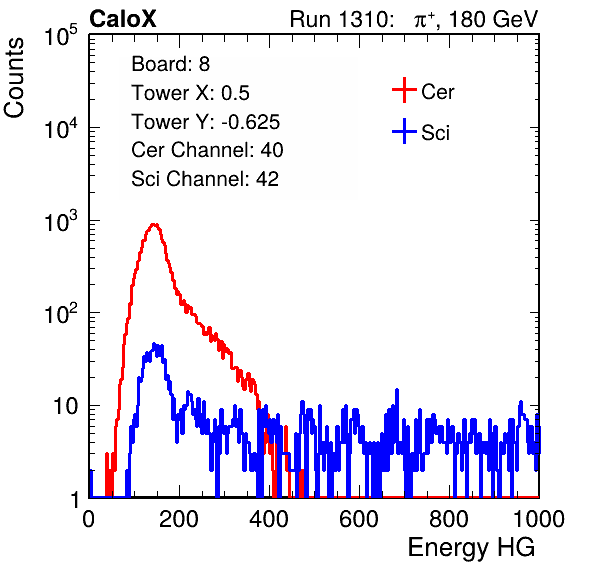 CaloX Run 1310: π⁺, 180 GeV
Counts
10⁵
10⁴
10³
10²
10
1
Board: 8
Tower X: 0.5
Tower Y: -0.625
Cer Channel: 40
Sci Channel: 42
Cer
Sci
0 200 400 600 800 1000
Energy HG